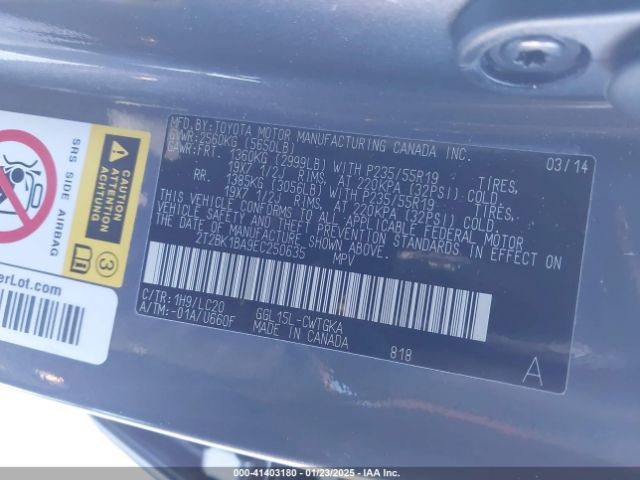 MFD.BY:TOYOTA MOTOR MANUFACTURING CANADA INC. 03/14
GVWR:2560KG (5650LB)
GAWR:FRT. 1360KG (2999LB) WITH P235/55R19 TIRES,
19X7 1/2J RIMS, AT 220KPA (32PSI) COLD.
RR. 1385KG (3056LB) WITH P235/55R19 TIRES,
19X7 1/2J RIMS, AT 220KPA (32PSI) COLD.
THIS VEHICLE CONFORMS TO ALL APPLICABLE FEDERAL MOTOR
VEHICLE SAFETY AND THEFT PREVENTION STANDARDS IN EFFECT ON
THE DATE OF MANUFACTURE SHOWN ABOVE.
2T2BK1BA9EC250635 MPV
C/TR: 1H9/LC20 GGL15L-CWTGKA
A/TM: -01A/U660F MADE IN CANADA 818 A
CAUTION
ATTENTION
ACHTUNG
SRS SIDE AIRBAG
erLot.com
00-41403180 - 01/23/2025 - IAA Inc.